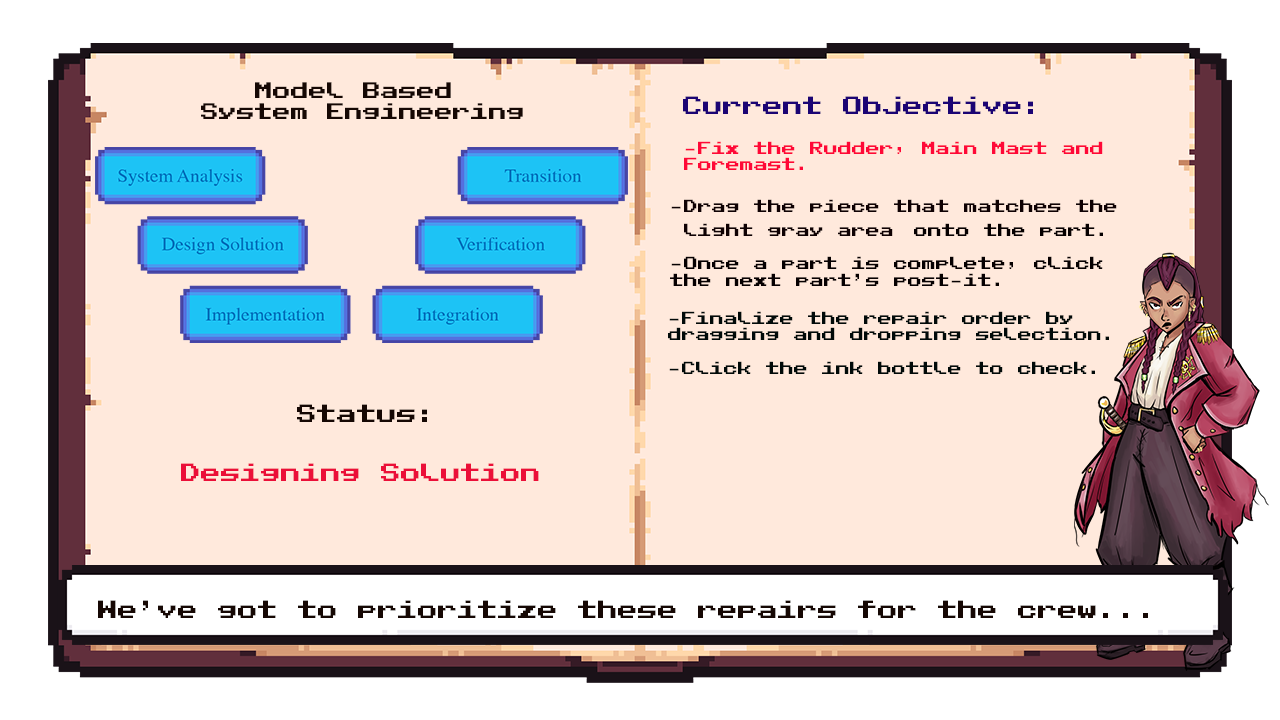 Model Based
System Engineering
System Analysis
Transition
Design Solution
Verification
Implementation
Integration
Status:
Designing Solution
Current Objective:
-Fix the Rudder, Main Mast and
Foremast.
-Drag the piece that matches the
light gray area onto the part.
-Once a part is complete, click
the next part's post-it.
-Finalize the repair order by
dragging and dropping selection.
-Click the ink bottle to check.
We've got to prioritize these repairs for the crew...